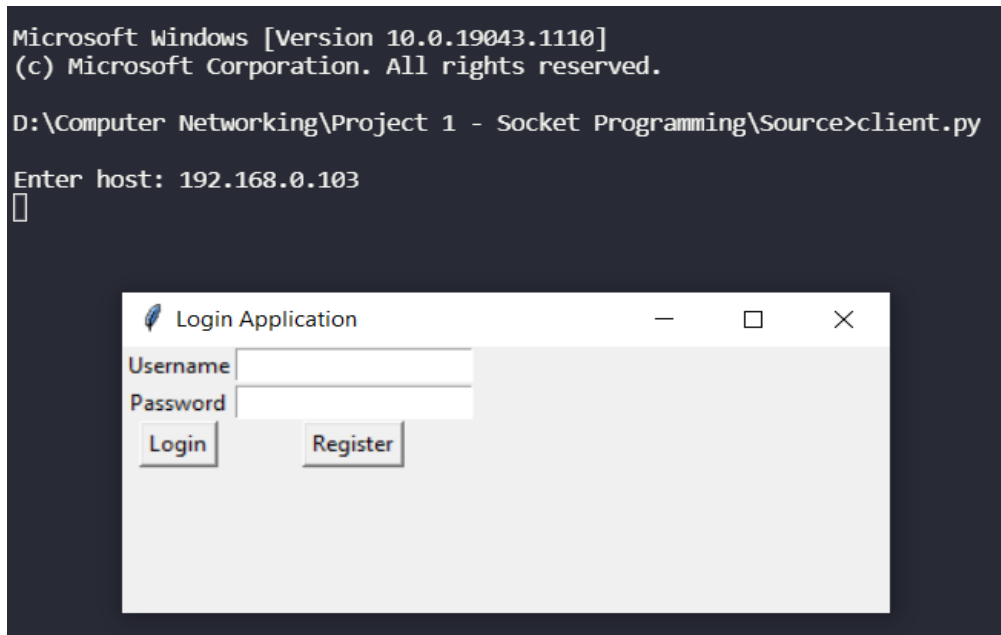 Microsoft Windows [Version 10.0.19043.1110]
(c) Microsoft Corporation. All rights reserved.
D:\Computer Networking\Project 1 - Socket Programming\Source>client.py
Enter host: 192.168.0.103
Login Application
Username
Password
Login Register